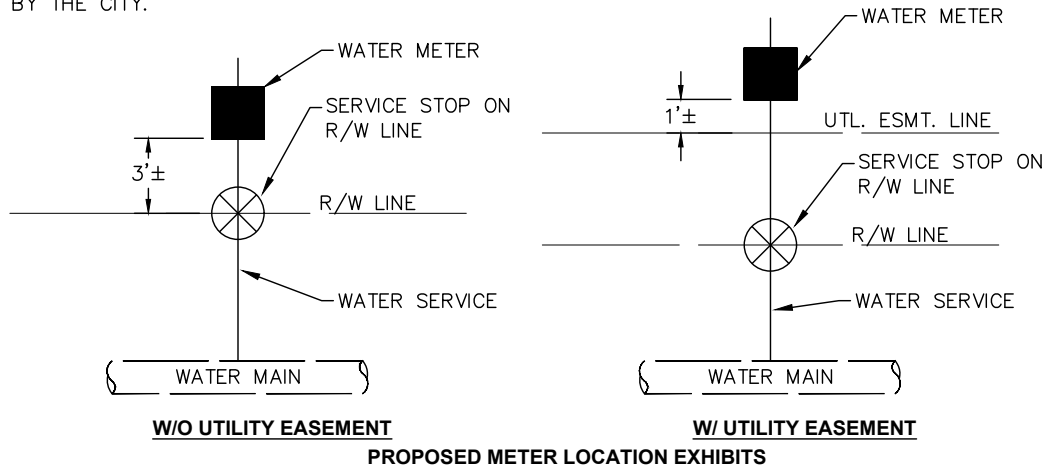 BY THE CITY.
WATER METER
SERVICE STOP ON
R/W LINE
3'±
R/W LINE
WATER SERVICE
WATER MAIN
W/O UTILITY EASEMENT
WATER METER
1'±
UTL. ESMT. LINE
SERVICE STOP ON
R/W LINE
R/W LINE
WATER SERVICE
WATER MAIN
W/ UTILITY EASEMENT
PROPOSED METER LOCATION EXHIBITS